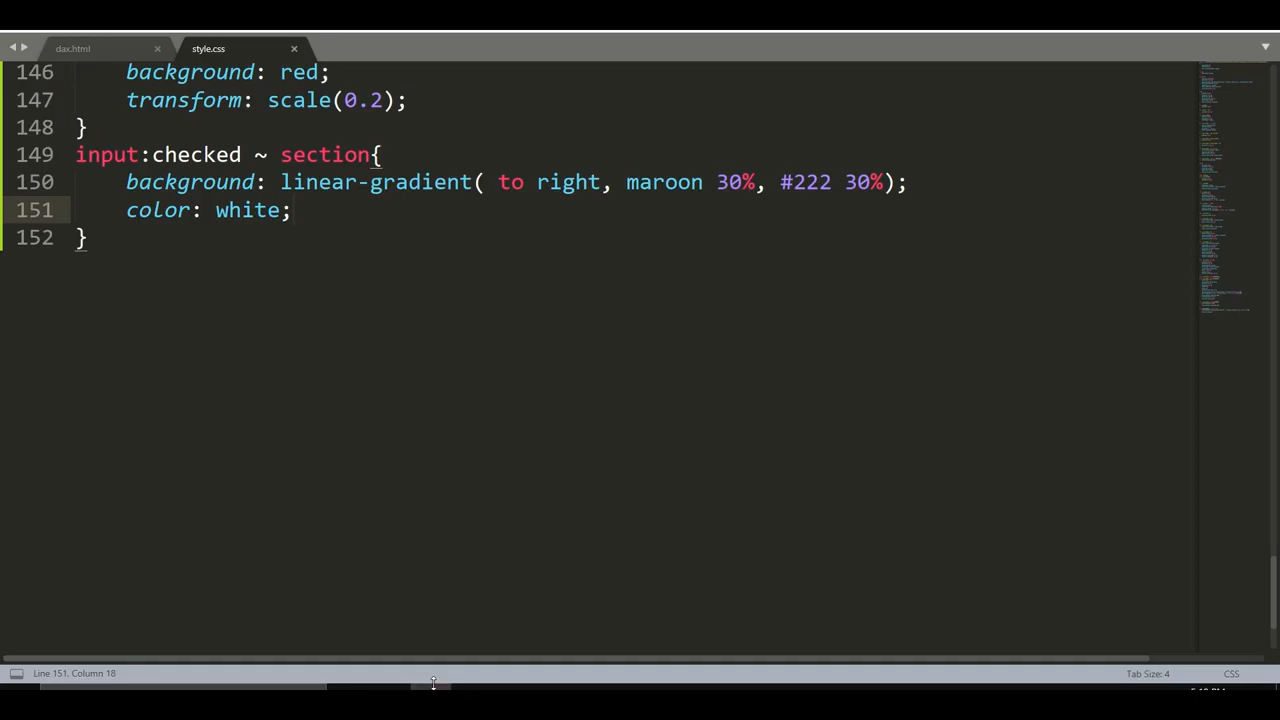 dax.html
style.css
146 background: red;
147 transform: scale(0.2);
148 }
149 input:checked ~ section{
150 background: linear-gradient( to right, maroon 30%, #222 30%);
151 color: white;
152 }
Line 151, Column 18
Tab Size: 4
CSS